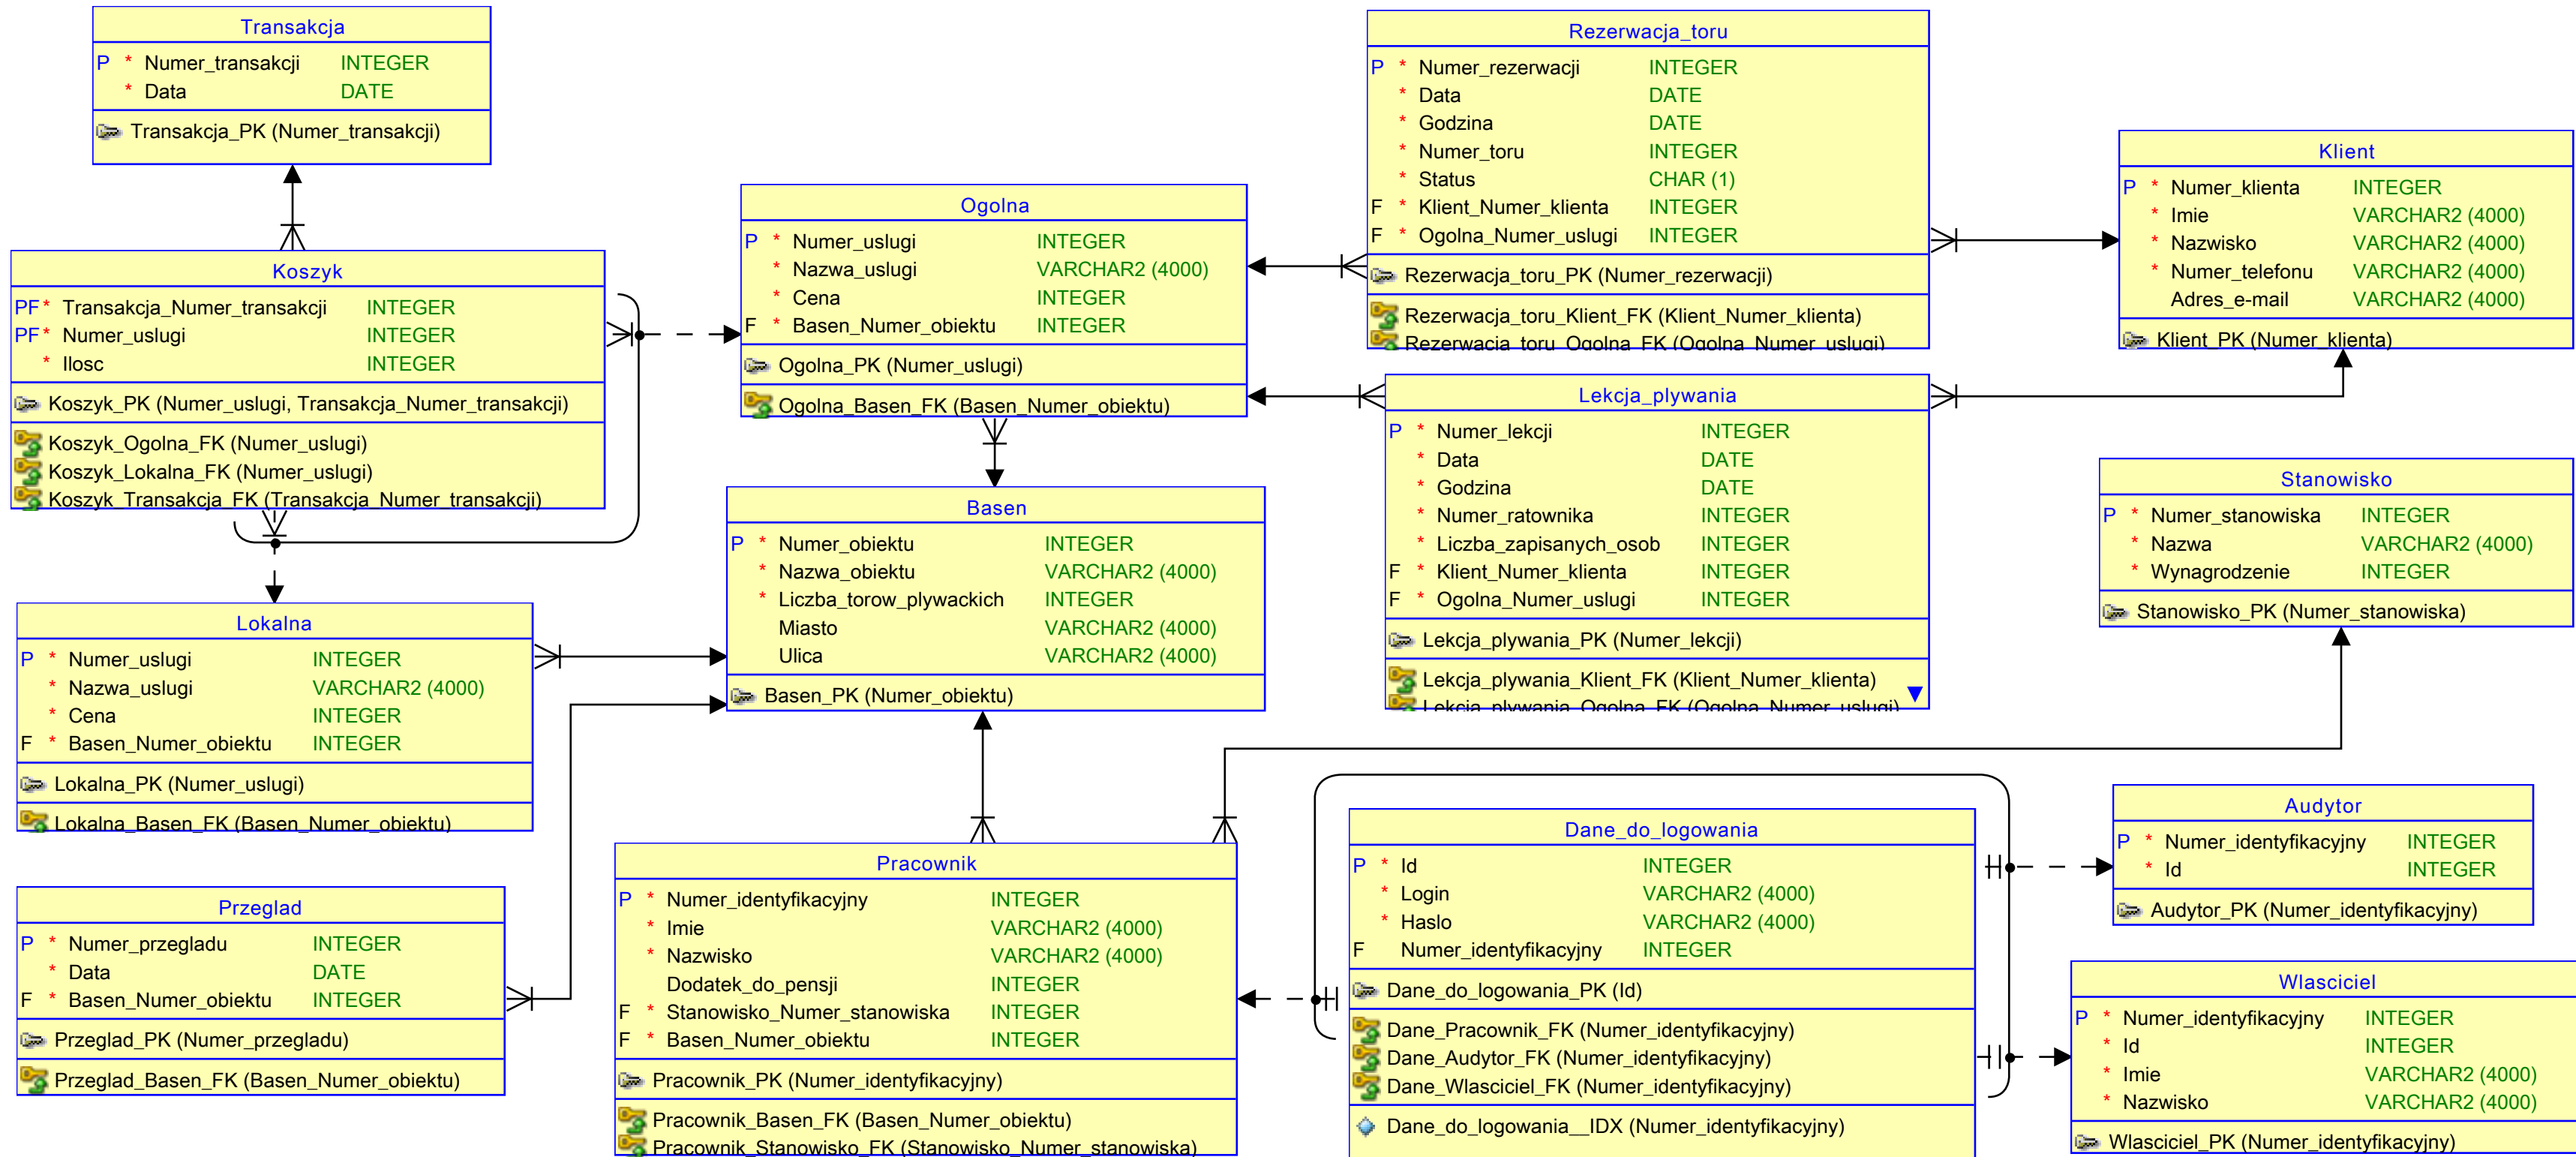 Transakcja
P * Numer_transakcji INTEGER
* Data DATE
Transakcja_PK (Numer_transakcji)
Koszyk
PF* Transakcja_Numer_transakcji INTEGER
PF* Numer_uslugi INTEGER
* Ilosc INTEGER
Koszyk_PK (Numer_uslugi, Transakcja_Numer_transakcji)
Koszyk_Ogolna_FK (Numer_uslugi)
Koszyk_Lokalna_FK (Numer_uslugi)
Koszyk_Transakcja_FK (Transakcja_Numer_transakcji)
Lokalna
P * Numer_uslugi INTEGER
* Nazwa_uslugi VARCHAR2 (4000)
* Cena INTEGER
F * Basen_Numer_obiektu INTEGER
Lokalna_PK (Numer_uslugi)
Lokalna_Basen_FK (Basen_Numer_obiektu)
Przeglad
P * Numer_przegladu INTEGER
* Data DATE
F * Basen_Numer_obiektu INTEGER
Przeglad_PK (Numer_przegladu)
Przeglad_Basen_FK (Basen_Numer_obiektu)
Ogolna
P * Numer_uslugi INTEGER
* Nazwa_uslugi VARCHAR2 (4000)
* Cena INTEGER
F * Basen_Numer_obiektu INTEGER
Ogolna_PK (Numer_uslugi)
Ogolna_Basen_FK (Basen_Numer_obiektu)
Basen
P * Numer_obiektu INTEGER
* Nazwa_obiektu VARCHAR2 (4000)
* Liczba_torow_plywackich INTEGER
Miasto VARCHAR2 (4000)
Ulica VARCHAR2 (4000)
Basen_PK (Numer_obiektu)
Pracownik
P * Numer_identyfikacyjny INTEGER
* Imie VARCHAR2 (4000)
* Nazwisko VARCHAR2 (4000)
Dodatek_do_pensji INTEGER
F * Stanowisko_Numer_stanowiska INTEGER
F * Basen_Numer_obiektu INTEGER
Pracownik_PK (Numer_identyfikacyjny)
Pracownik_Basen_FK (Basen_Numer_obiektu)
Pracownik_Stanowisko_FK (Stanowisko_Numer_stanowiska)
Rezerwacja_toru
P * Numer_rezerwacji INTEGER
* Data DATE
* Godzina DATE
* Numer_toru INTEGER
* Status CHAR (1)
F * Klient_Numer_klienta INTEGER
F * Ogolna_Numer_uslugi INTEGER
Rezerwacja_toru_PK (Numer_rezerwacji)
Rezerwacja_toru_Klient_FK (Klient_Numer_klienta)
Rezerwacja_toru_Ogolna_FK (Ogolna_Numer_uslugi)
Lekcja_plywania
P * Numer_lekcji INTEGER
* Data DATE
* Godzina DATE
* Numer_ratownika INTEGER
* Liczba_zapisanych_osob INTEGER
F * Klient_Numer_klienta INTEGER
F * Ogolna_Numer_uslugi INTEGER
Lekcja_plywania_PK (Numer_lekcji)
Lekcja_plywania_Klient_FK (Klient_Numer_klienta)
Lekcja_plywania_Ogolna_FK (Ogolna_Numer_uslugi)
Dane_do_logowania
P * Id INTEGER
* Login VARCHAR2 (4000)
* Haslo VARCHAR2 (4000)
F Numer_identyfikacyjny INTEGER
Dane_do_logowania_PK (Id)
Dane_Pracownik_FK (Numer_identyfikacyjny)
Dane_Audytor_FK (Numer_identyfikacyjny)
Dane_Wlasciciel_FK (Numer_identyfikacyjny)
Dane_do_logowania__IDX (Numer_identyfikacyjny)
Klient
P * Numer_klienta INTEGER
* Imie VARCHAR2 (4000)
* Nazwisko VARCHAR2 (4000)
* Numer_telefonu VARCHAR2 (4000)
Adres_e-mail VARCHAR2 (4000)
Klient_PK (Numer_klienta)
Stanowisko
P * Numer_stanowiska INTEGER
* Nazwa VARCHAR2 (4000)
* Wynagrodzenie INTEGER
Stanowisko_PK (Numer_stanowiska)
Audytor
P * Numer_identyfikacyjny INTEGER
* Id INTEGER
Audytor_PK (Numer_identyfikacyjny)
Wlasciciel
P * Numer_identyfikacyjny INTEGER
* Id INTEGER
* Imie VARCHAR2 (4000)
* Nazwisko VARCHAR2 (4000)
Wlasciciel_PK (Numer_identyfikacyjny)